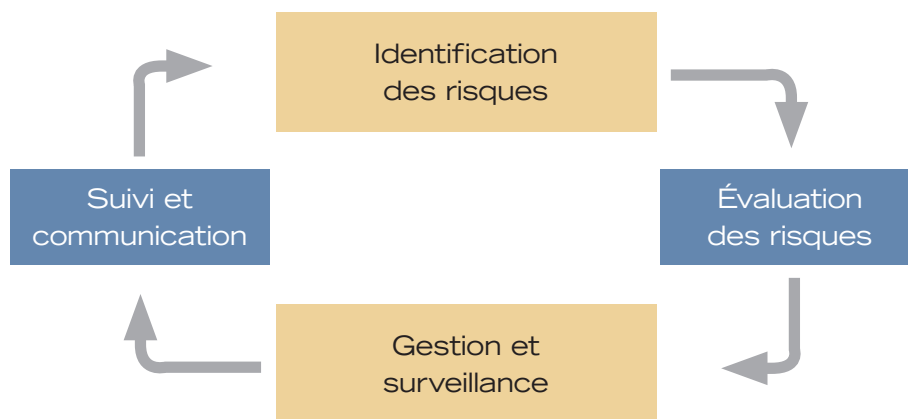 Identification
des risques
Évaluation
des risques
Gestion et
surveillance
Suivi et
communication